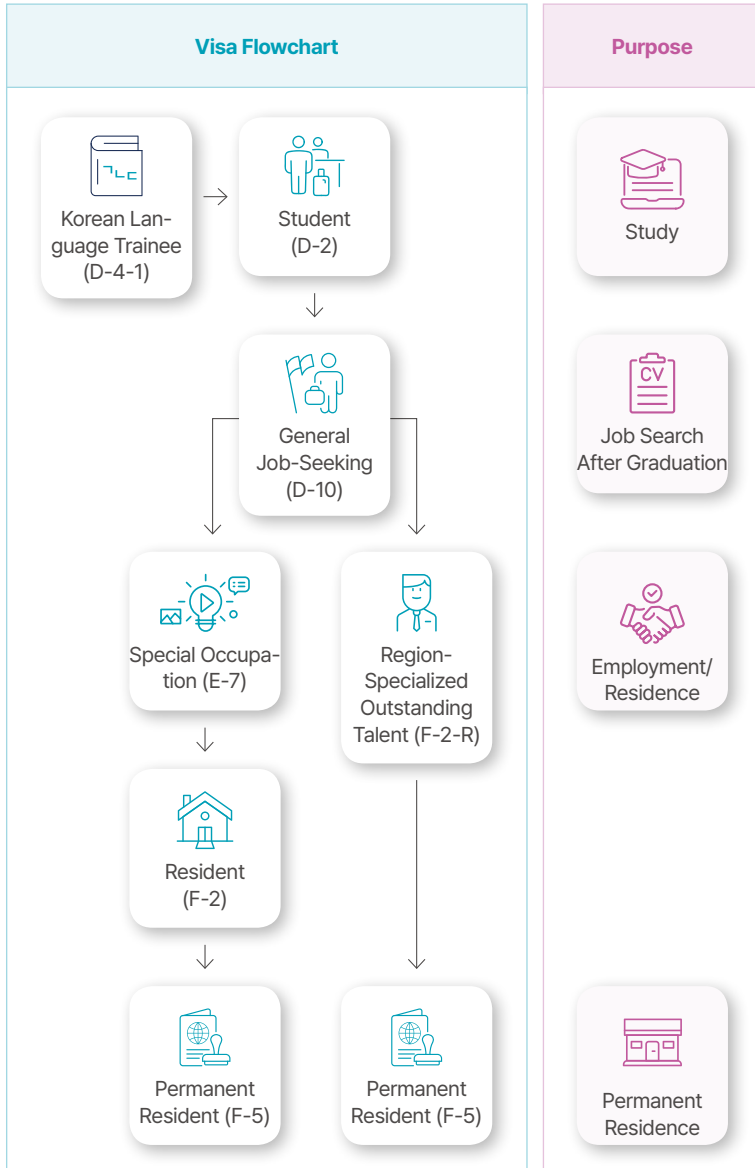 Visa Flowchart
Purpose
ㄱㄴㄷ
Korean Lan-
guage Trainee
(D-4-1)
Student
(D-2)
Study
General
Job-Seeking
(D-10)
CV
Job Search
After Graduation
Special Occupa-
tion (E-7)
Region-
Specialized
Outstanding
Talent (F-2-R)
Employment/
Residence
Resident
(F-2)
Permanent
Resident (F-5)
Permanent
Resident (F-5)
Permanent
Residence